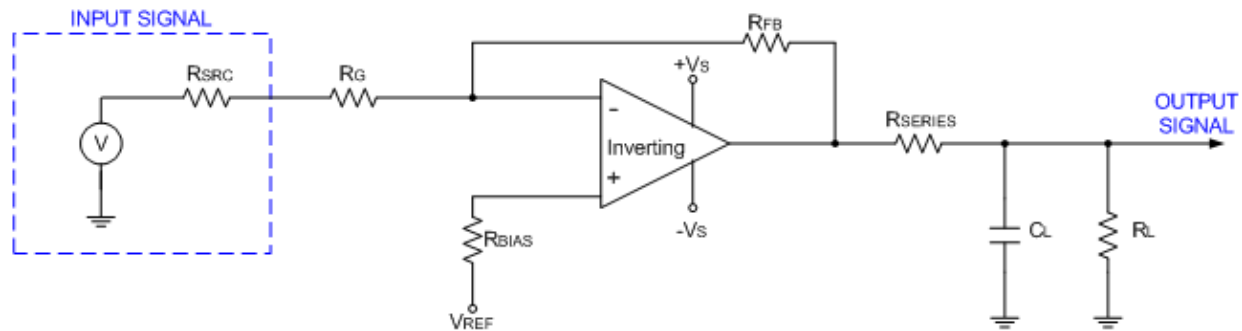 INPUT SIGNAL
RSRC
RG
V
RFB
+VS
-
Inverting
+
-VS
RBIAS
VREF
RSERIES
OUTPUT
SIGNAL
CL
RL